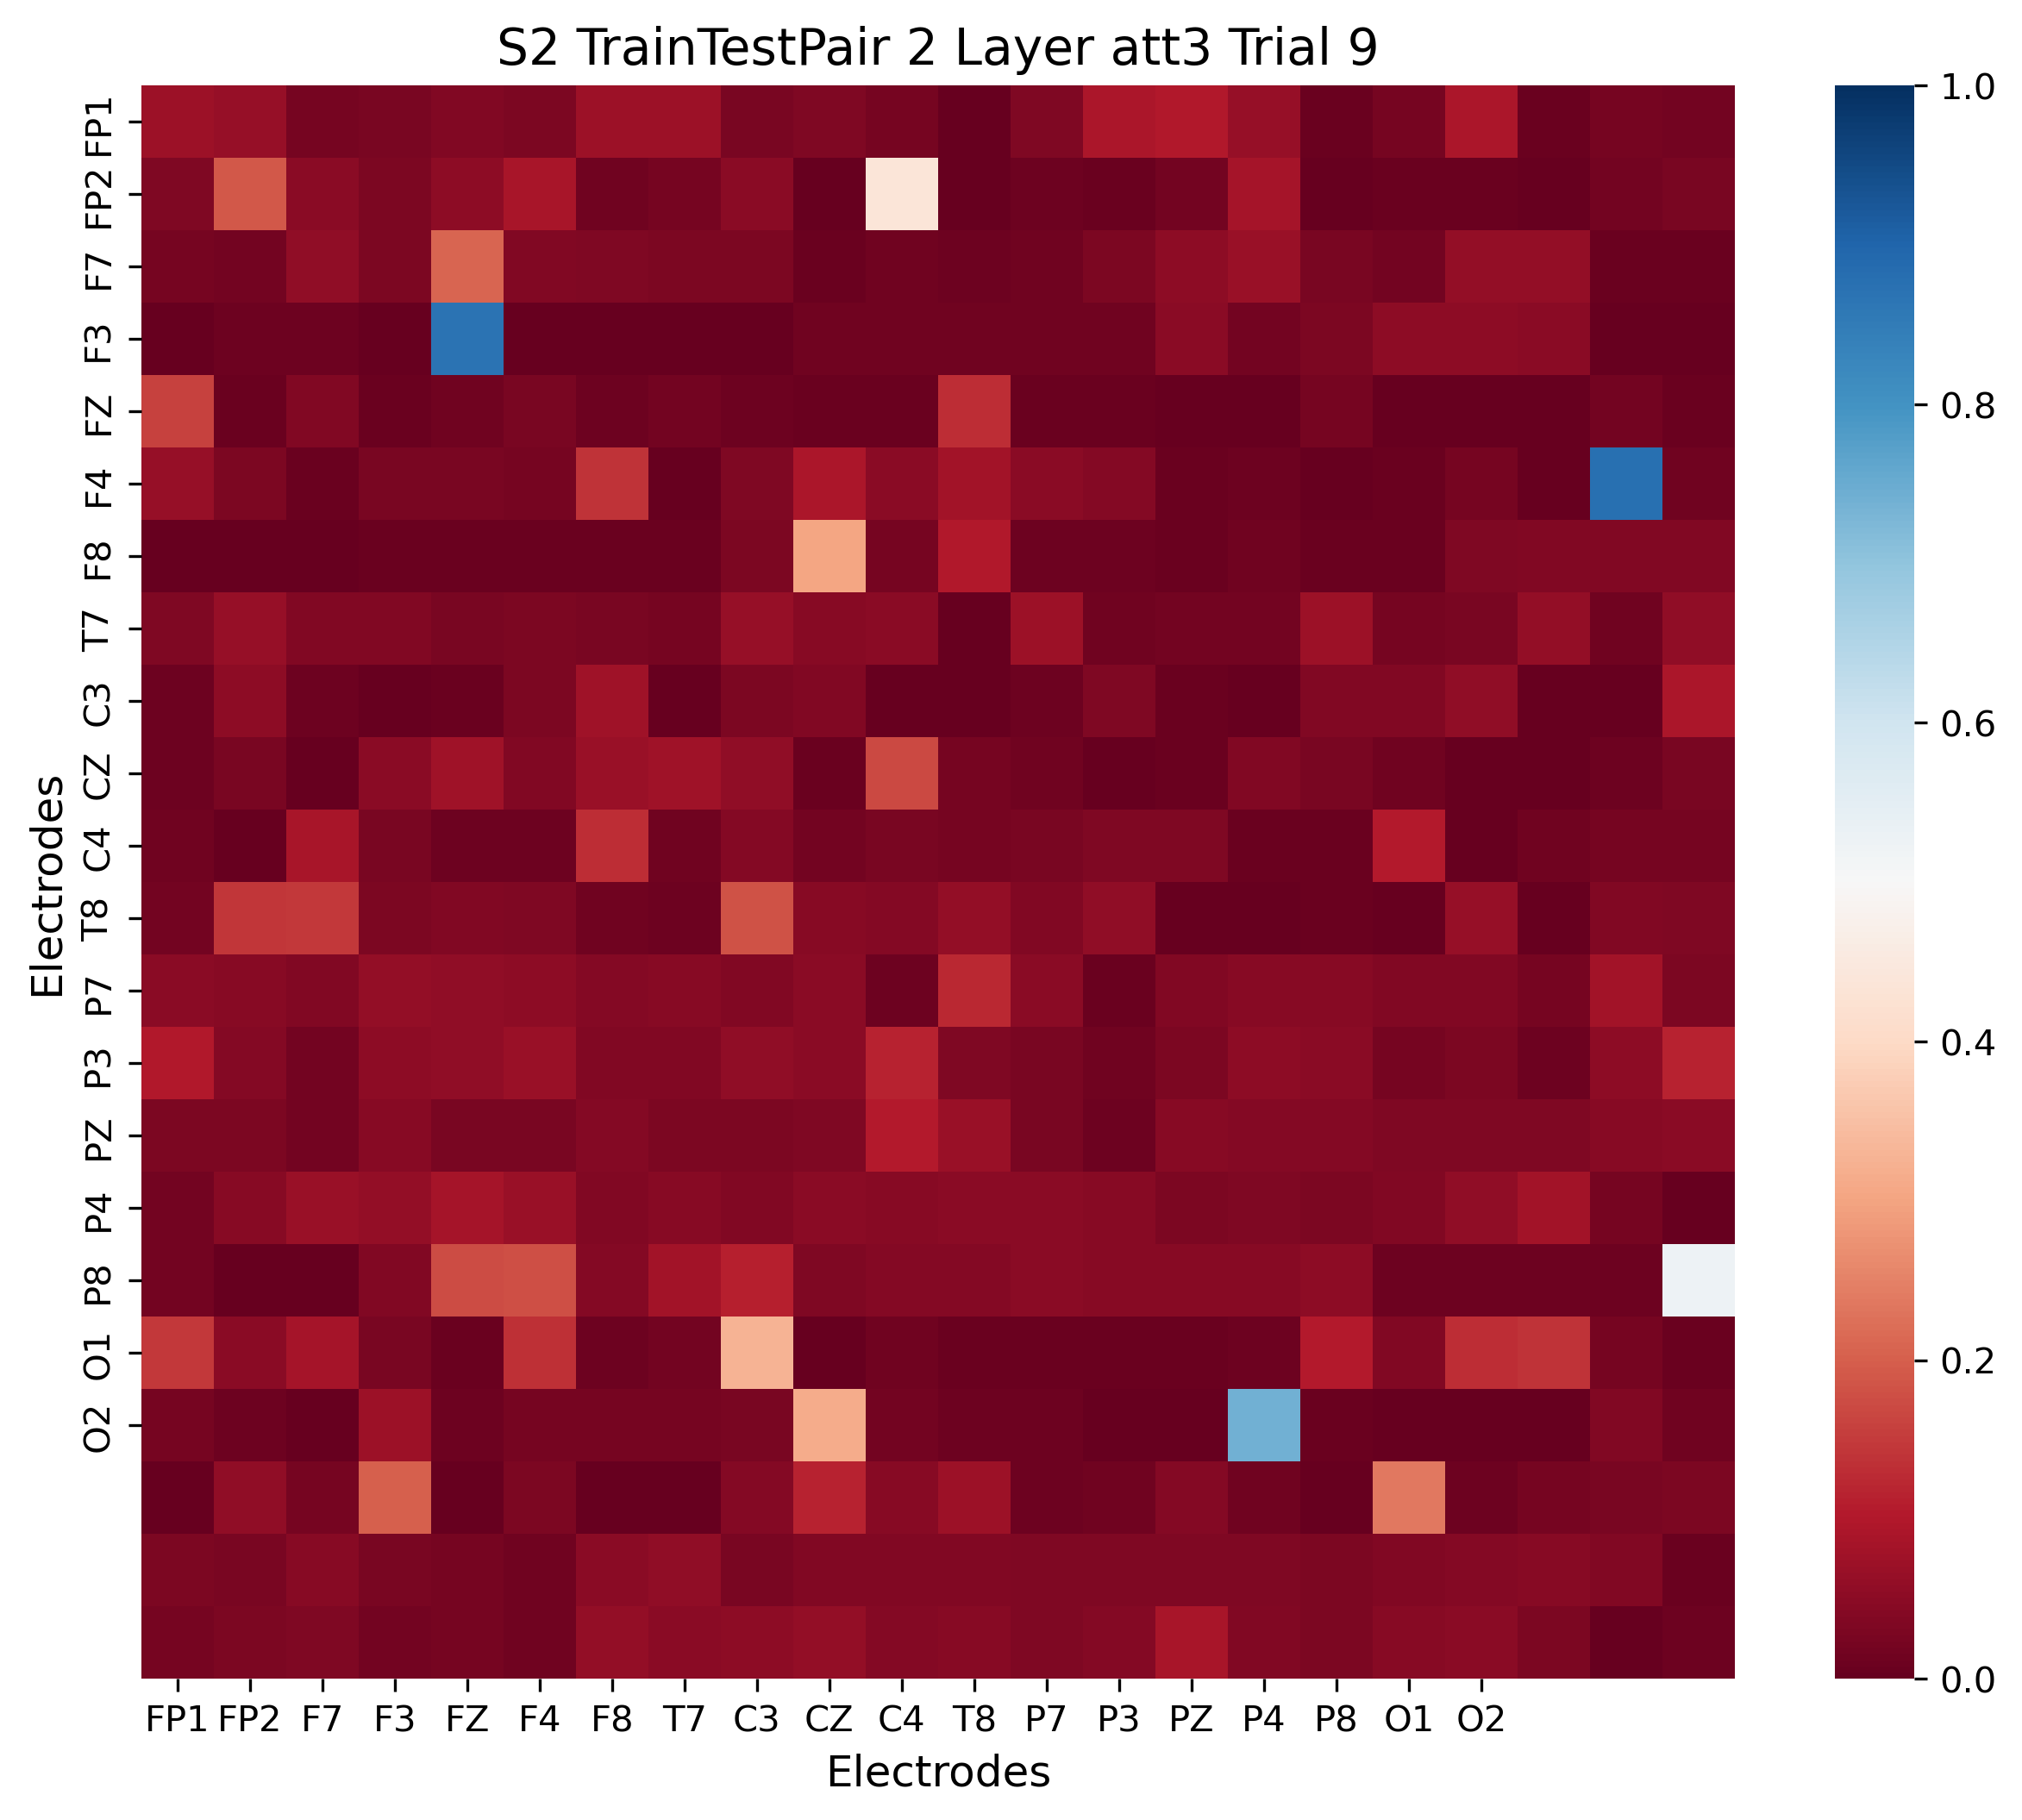 S2 TrainTestPair 2 Layer att3 Trial 9
Electrodes
FP1
FP2
F7
F3
FZ
F4
F8
T7
C3
CZ
C4
T8
P7
P3
PZ
P4
P8
O1
O2
FP1 FP2 F7 F3 FZ F4 F8 T7 C3 CZ C4 T8 P7 P3 PZ P4 P8 O1 O2
Electrodes
1.0
0.8
0.6
0.4
0.2
0.0